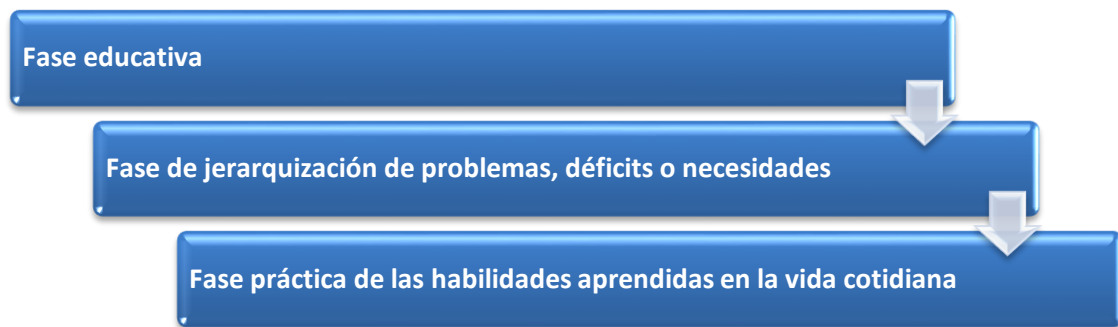 Fase educativa
Fase de jerarquización de problemas, déficits o necesidades
Fase práctica de las habilidades aprendidas en la vida cotidiana